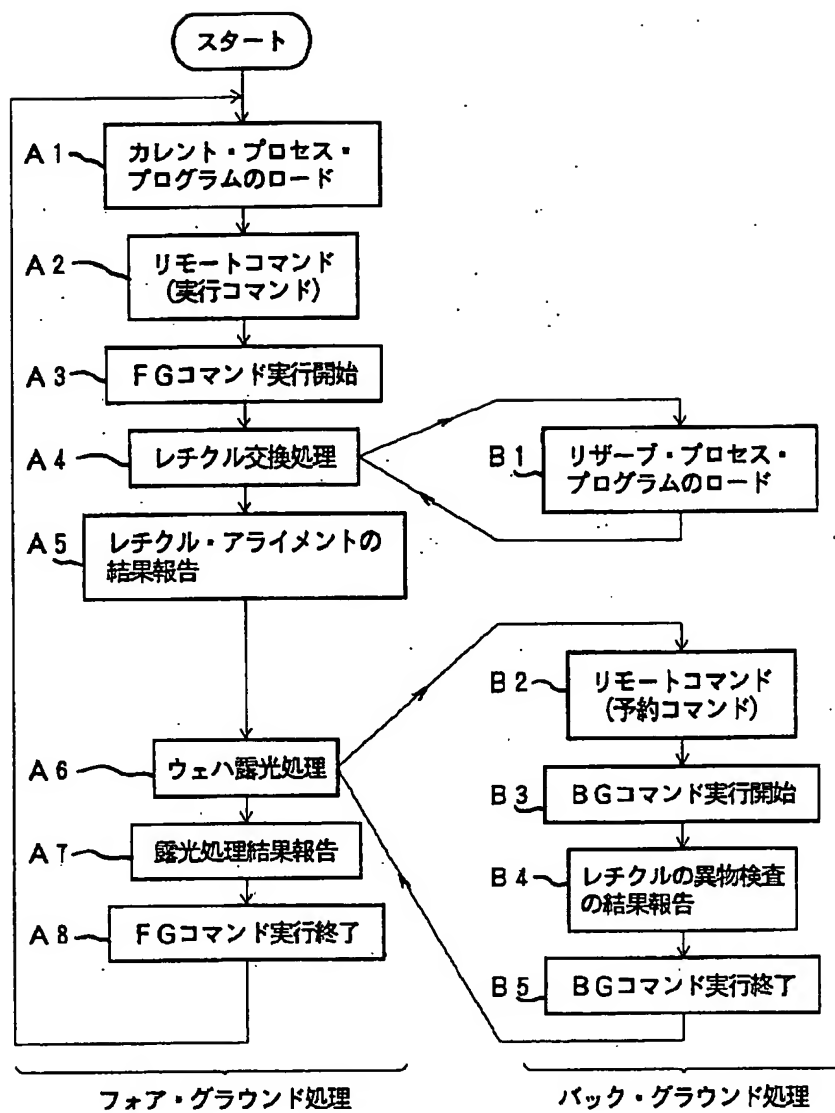 スタート
A1
カレント・プロセス・
プログラムのロード
A2
リモートコマンド
(実行コマンド)
A3
FGコマンド実行開始
A4
レチクル交換処理
B1
リザーブ・プロセス・
プログラムのロード
A5
レチクル・アライメントの
結果報告
B2
リモートコマンド
(予約コマンド)
A6
ウェハ露光処理
B3
BGコマンド実行開始
A7
露光処理結果報告
B4
レチクルの異物検査
の結果報告
A8
FGコマンド実行終了
B5
BGコマンド実行終了
フォア・グラウンド処理
バック・グラウンド処理